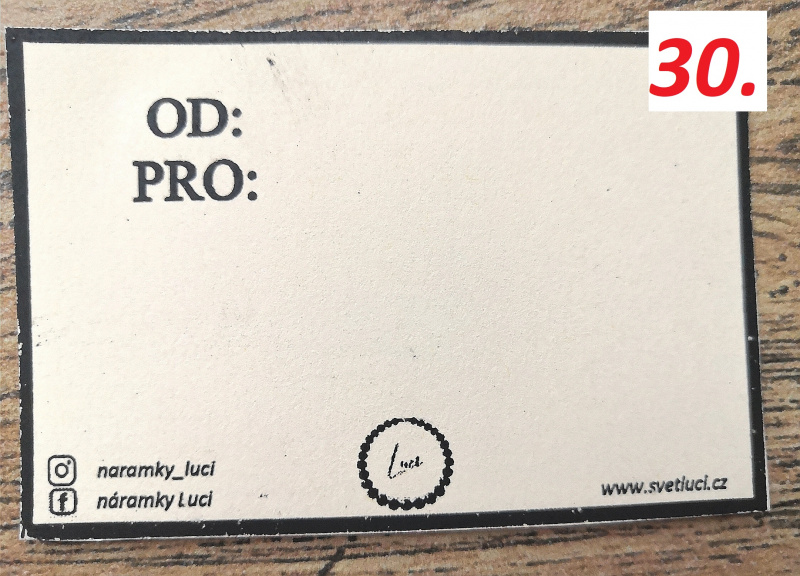 30.
OD:
PRO:
naramky_luci
náramky Luci
Luci
www.svetluci.cz